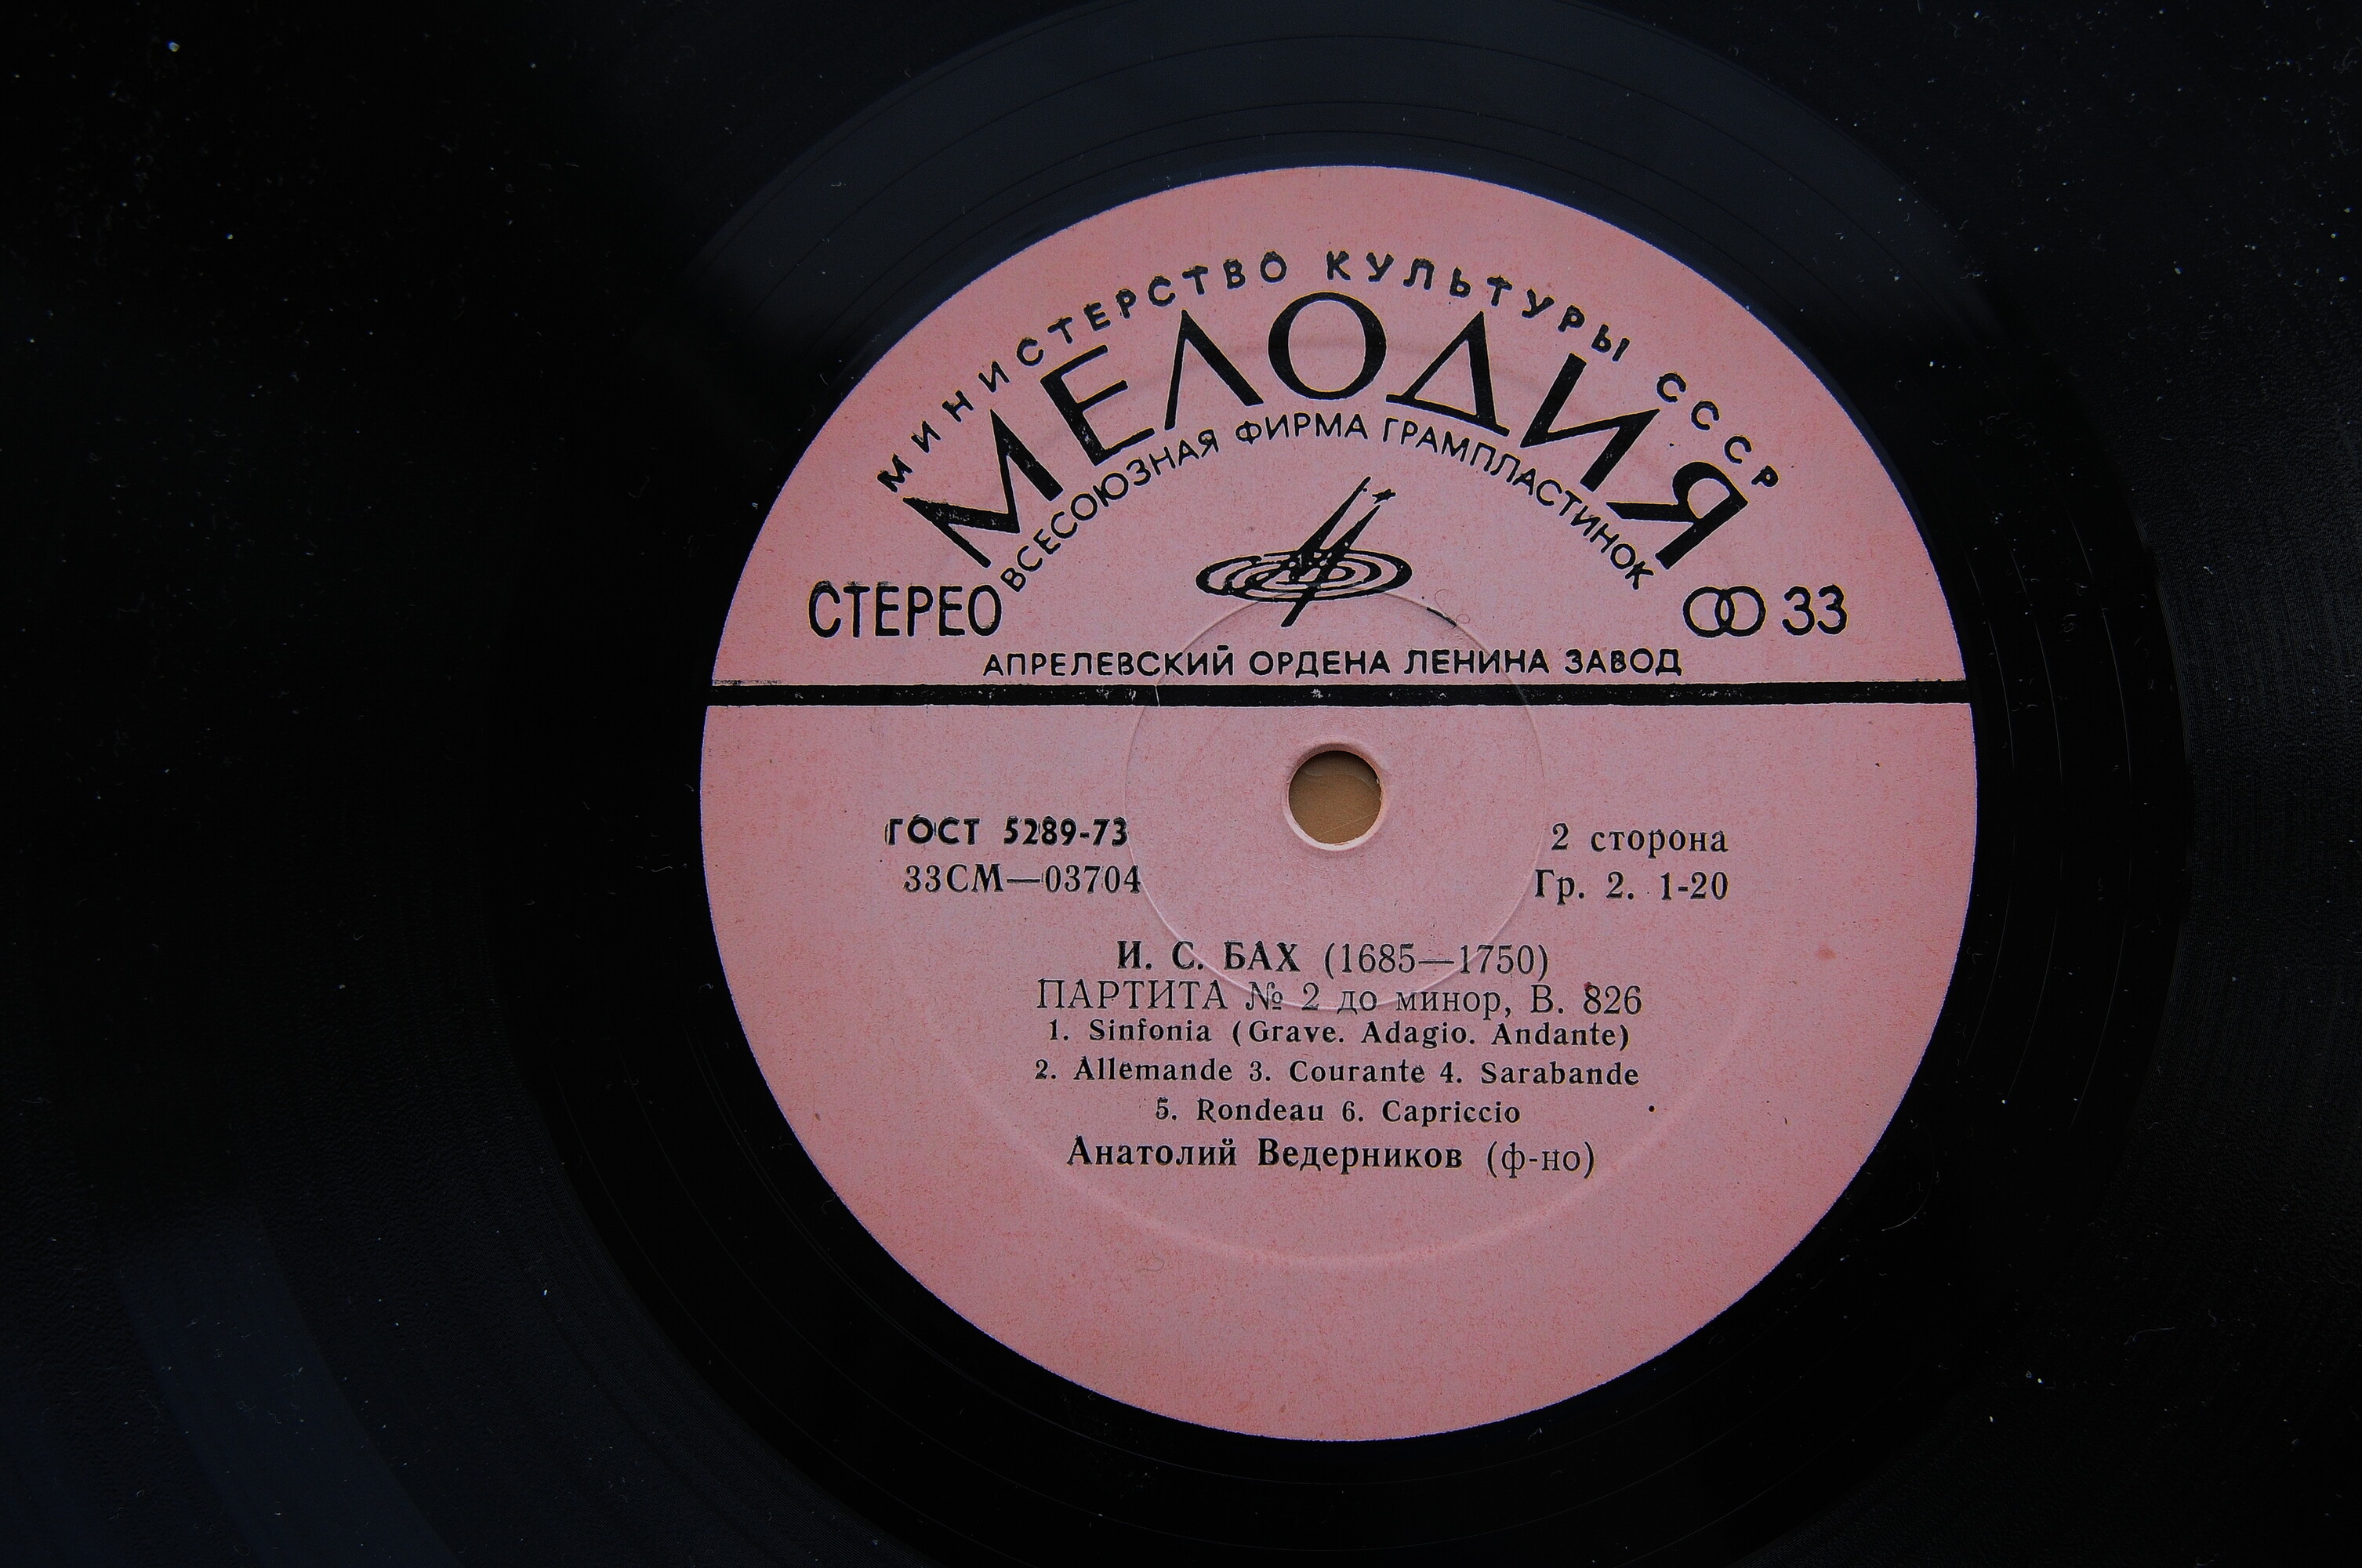 МИНИСТЕРСТВО КУЛЬТУРЫ СССР
МЕЛОДИЯ
ВСЕСОЮЗНАЯ ФИРМА ГРАМПЛАСТИНОК
СТЕРЕО 33
АПРЕЛЕВСКИЙ ОРДЕНА ЛЕНИНА ЗАВОД
ГОСТ 5289-73
33СМ—03704
2 сторона
Гр. 2. 1-20
И. С. БАХ (1685—1750)
ПАРТИТА № 2 до минор, В. 826
1. Sinfonia (Grave. Adagio. Andante)
2. Allemande 3. Courante 4. Sarabande
5. Rondeau 6. Capriccio
Анатолий Ведерников (ф-но)